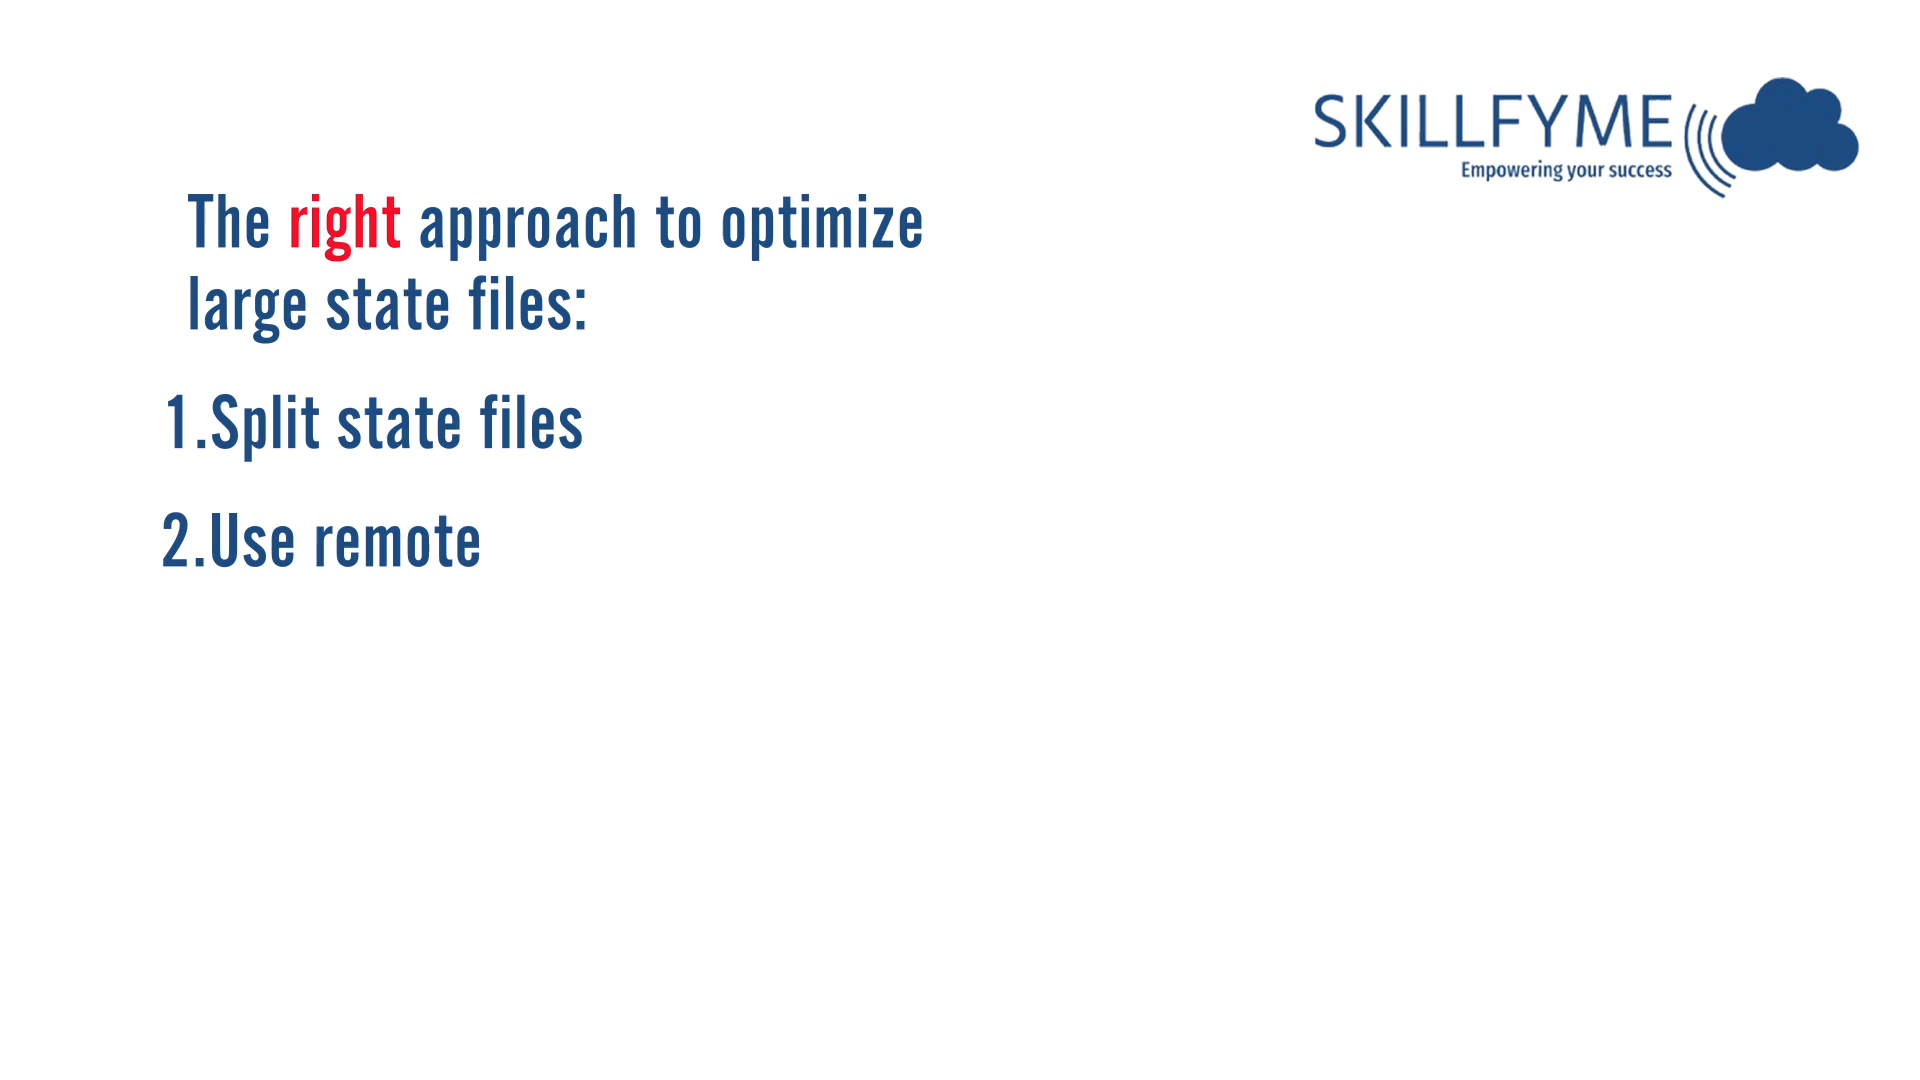 SKILLFYME
Empowering your success
The right approach to optimize
large state files:
1.Split state files
2.Use remote